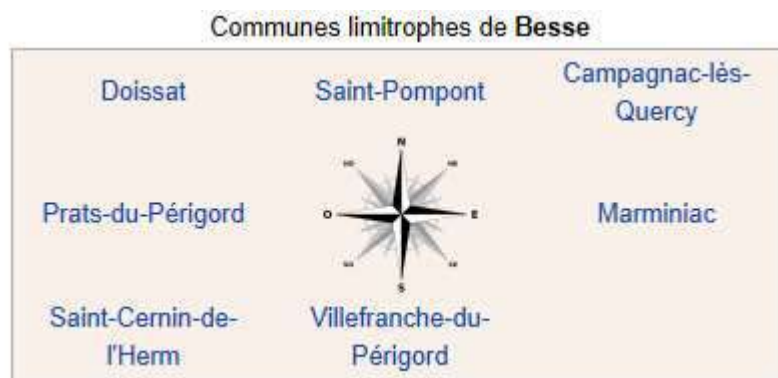 Communes limitrophes de Besse
Doissat
Saint-Pompont
Campagnac-lès-
Quercy
N
Prats-du-Périgord
O
E
Marminiac
S
Saint-Cernin-de-
l'Herm
Villefranche-du-
Périgord